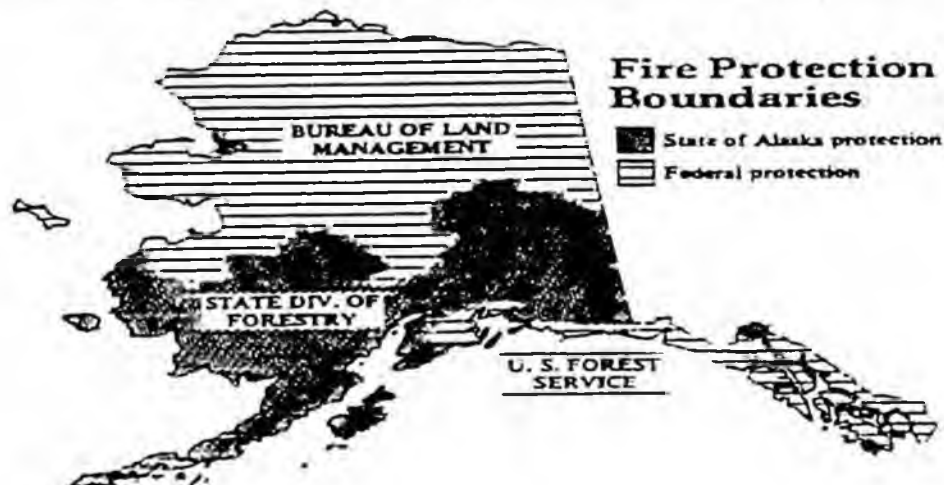 Fire Protection
Boundaries
State of Alaska protection
Federal protection
BUREAU OF LAND
MANAGEMENT
STATE DIV. OF
FORESTRY
U. S. FOREST
SERVICE